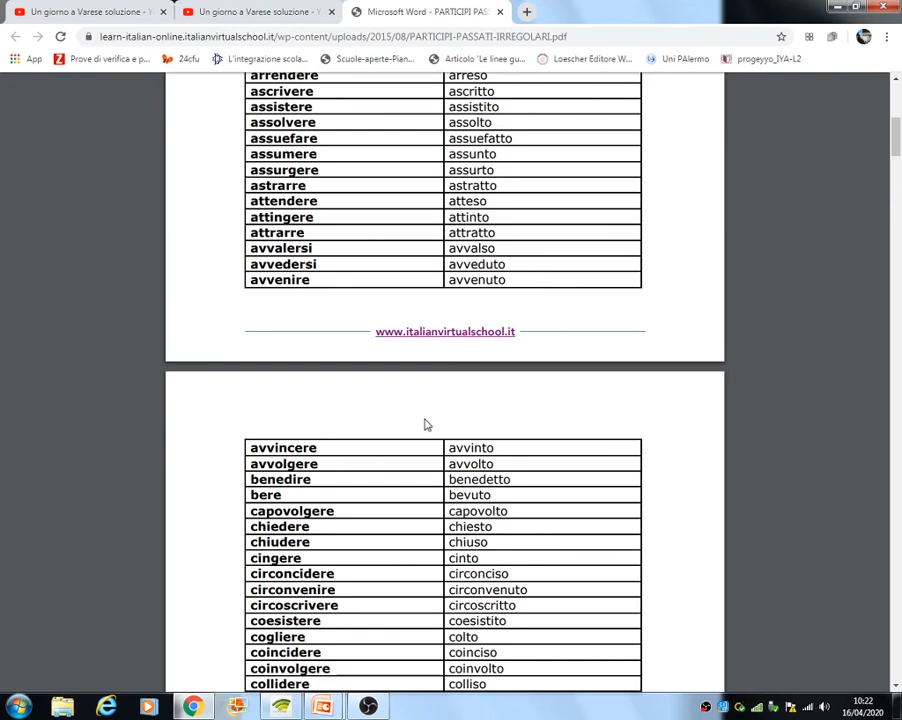 Un giorno a Varese soluzione - Y
Un giorno a Varese soluzione - Y
Microsoft Word - PARTICIPI PAS
learn-italian-online.italianvirtualschool.it/wp-content/uploads/2015/08/PARTICIPI-PASSATI-IRREGOLARI.pdf
App Prove di verifica e p... 24cfu L'integrazione scola... Scuole-aperte-Pian... Articolo 'Le linee gu... Loescher Editore W... Uni PAlermo progeyyo_IYA-L2
arrendere arreso
ascrivere ascritto
assistere assistito
assolvere assolto
assuefare assuefatto
assumere assunto
assurgere assurto
astrarre astratto
attendere atteso
attingere attinto
attrarre attratto
avvalersi avvalso
avvedersi avveduto
avvenire avvenuto
www.italianvirtualschool.it
avvincere avvinto
avvolgere avvolto
benedire benedetto
bere bevuto
capovolgere capovolto
chiedere chiesto
chiudere chiuso
cingere cinto
circoncidere circonciso
circonvenire circonvenuto
circoscrivere circoscritto
coesistere coesistito
cogliere colto
coincidere coinciso
coinvolgere coinvolto
collidere colliso
10:22
16/04/2020